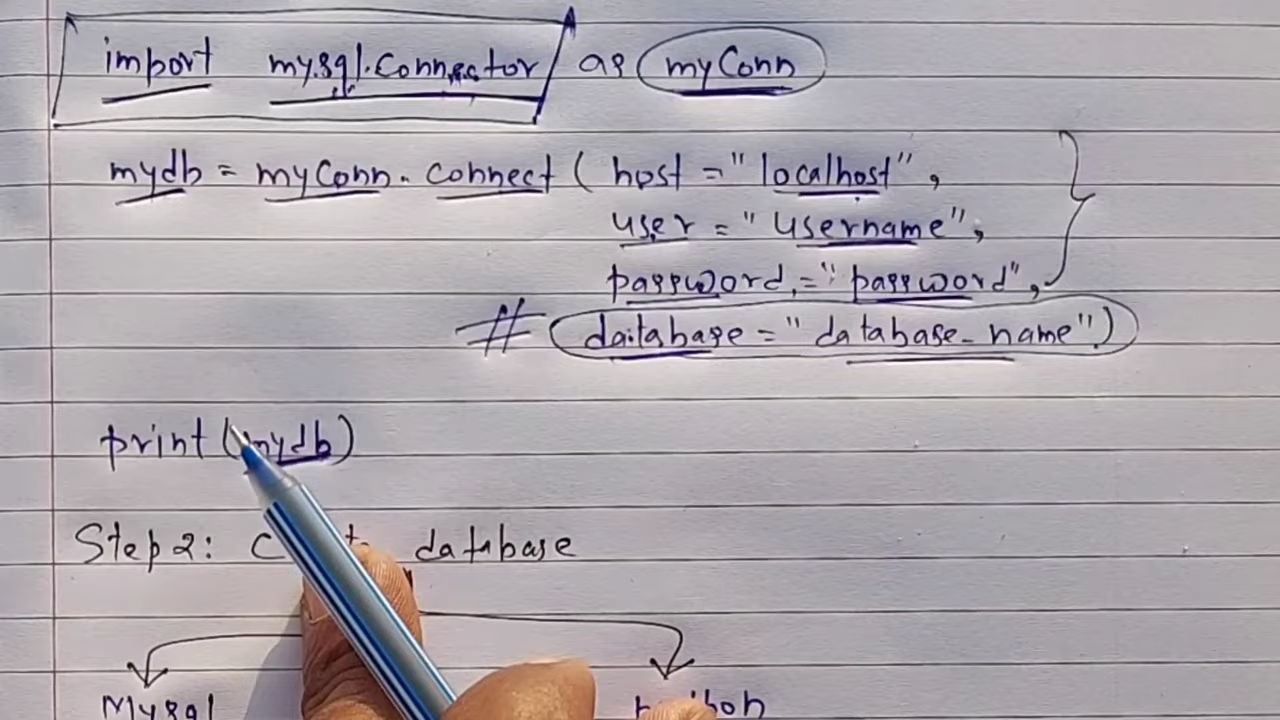 import mysql.connector as myConn
mydb = myConn.connect( host = "localhost",
user = "username",
password = "password",
# database = "database_name")
print(mydb)
Step 2: database
Mysql